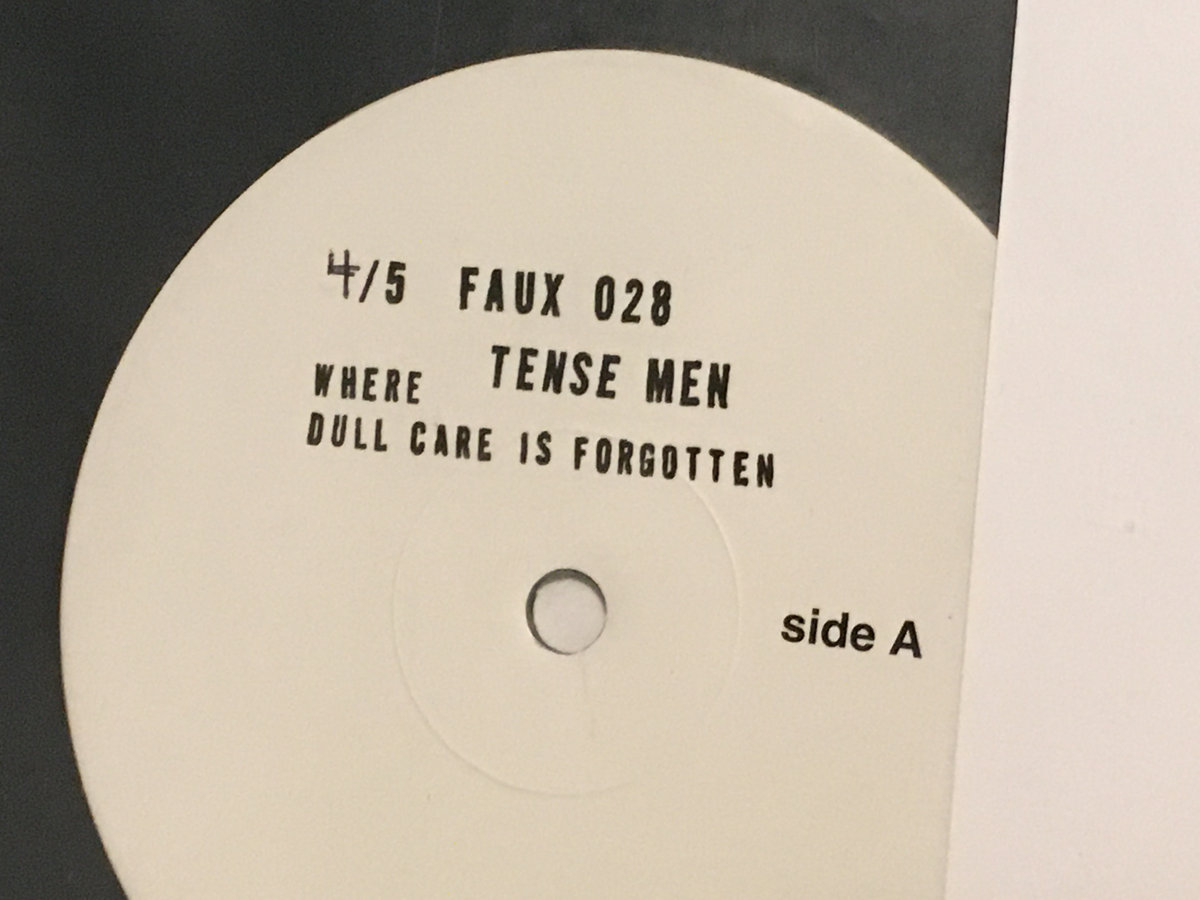 4/5 FAUX 028
TENSE MEN
WHERE
DULL CARE IS FORGOTTEN
side A